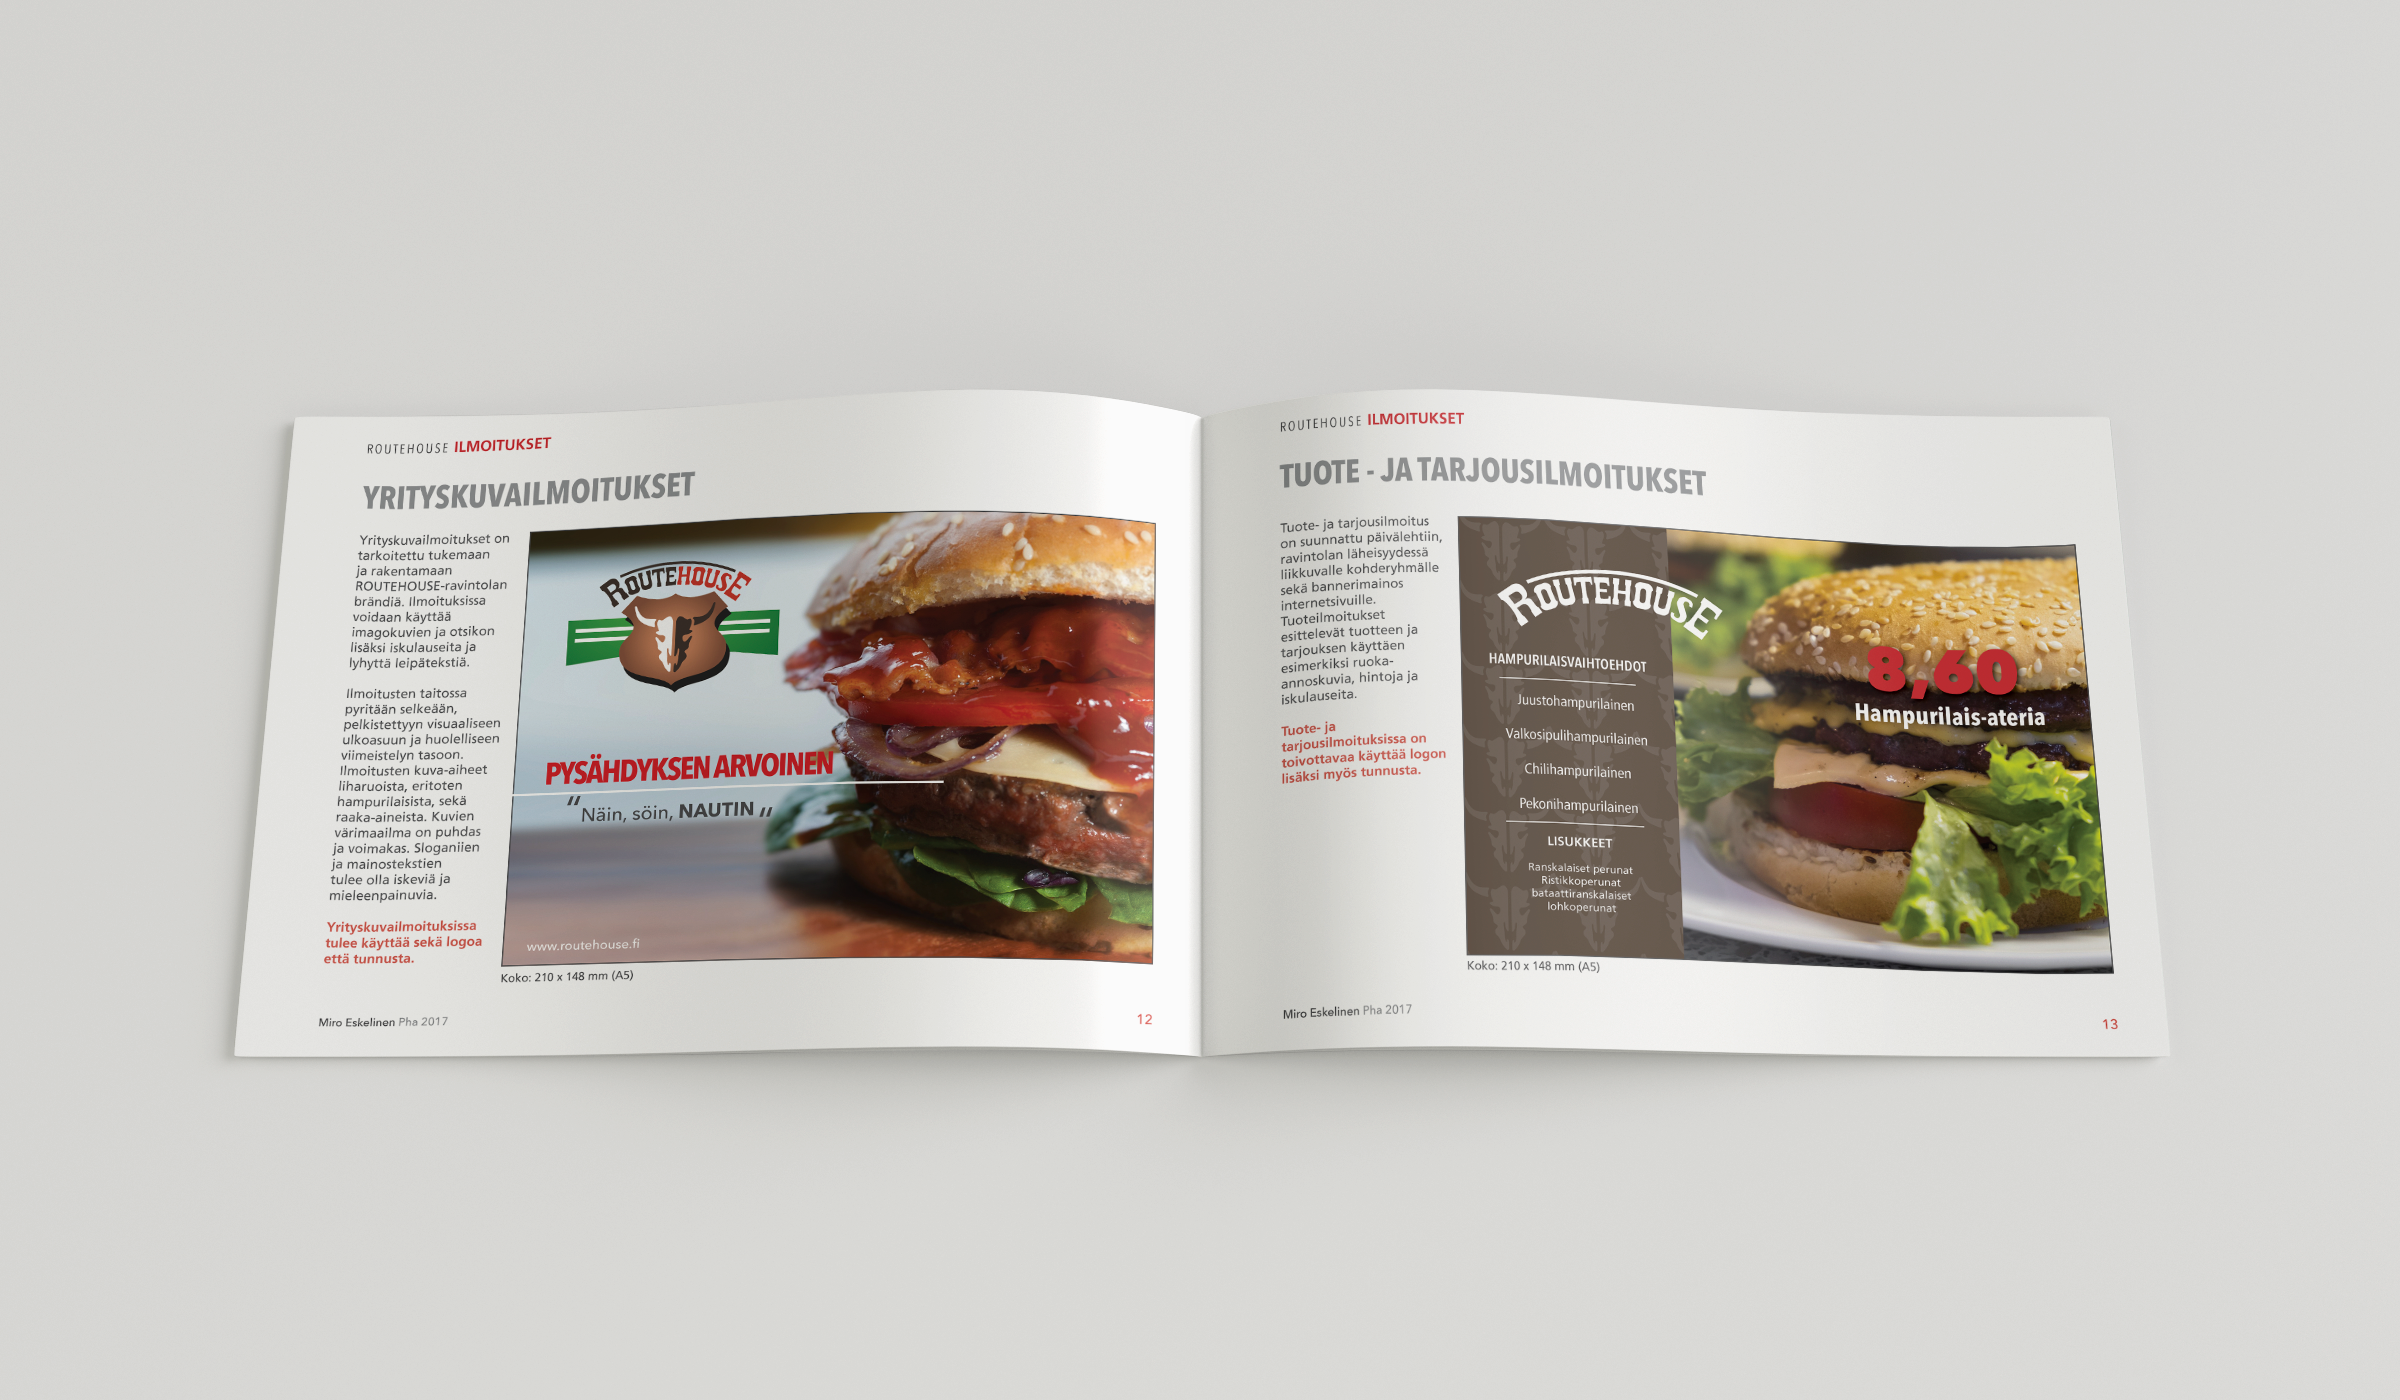 ROUTEHOUSE ILMOITUKSET
YRITYSKUVAILMOITUKSET
Yrityskuvailmoitukset on
tarkoitettu tukemaan
ja rakentamaan
ROUTEHOUSE-ravintolan
brändiä. Ilmoituksissa
voidaan käyttää
imagokuvien ja otsikon
lisäksi iskulauseita ja
lyhyttä leipätekstiä.
Ilmoitusten taitossa
pyritään selkeään,
pelkistettyyn visuaaliseen
ulkoasuun ja huolelliseen
viimeistelyn tasoon.
Ilmoitusten kuva-aiheet
liharuoista, eritoten
hampurilaisista, sekä
raaka-aineista. Kuvien
värimaailma on puhdas
ja voimakas. Sloganiien
ja mainostekstien
tulee olla iskeviä ja
mieleenpainuvia.
Yrityskuvailmoituksissa
tulee käyttää sekä logoa
että tunnusta.
ROUTEHOUSE
PYSÄHDYKSEN ARVOINEN
“Näin, söin, NAUTIN„
www.routehouse.fi
Koko: 210 x 148 mm (A5)
Miro Eskelinen Pha 2017
12
ROUTEHOUSE ILMOITUKSET
TUOTE - JA TARJOUSILMOITUKSET
Tuote- ja tarjousilmoitus
on suunnattu päivälehtiin,
ravintolan läheisyydessä
liikkuvalle kohderyhmälle
sekä bannerimainos
internetsivuille.
Tuoteilmoitukset
esittelevät tuotteen ja
tarjouksen käyttäen
esimerkiksi ruoka-
annoskuvia, hintoja ja
iskulauseita.
Tuote- ja
tarjousilmoituksissa on
toivottavaa käyttää logon
lisäksi myös tunnusta.
ROUTEHOUSE
HAMPURILAISVAIHTOEHDOT
Juustohampurilainen
Valkosipulihampurilainen
Chilihampurilainen
Pekonihampurilainen
LISUKKEET
Ranskalaiset perunat
Ristikkoperunat
bataattiranskalaiset
lohkoperunat
8,60
Hampurilais-ateria
Koko: 210 x 148 mm (A5)
Miro Eskelinen Pha 2017
13